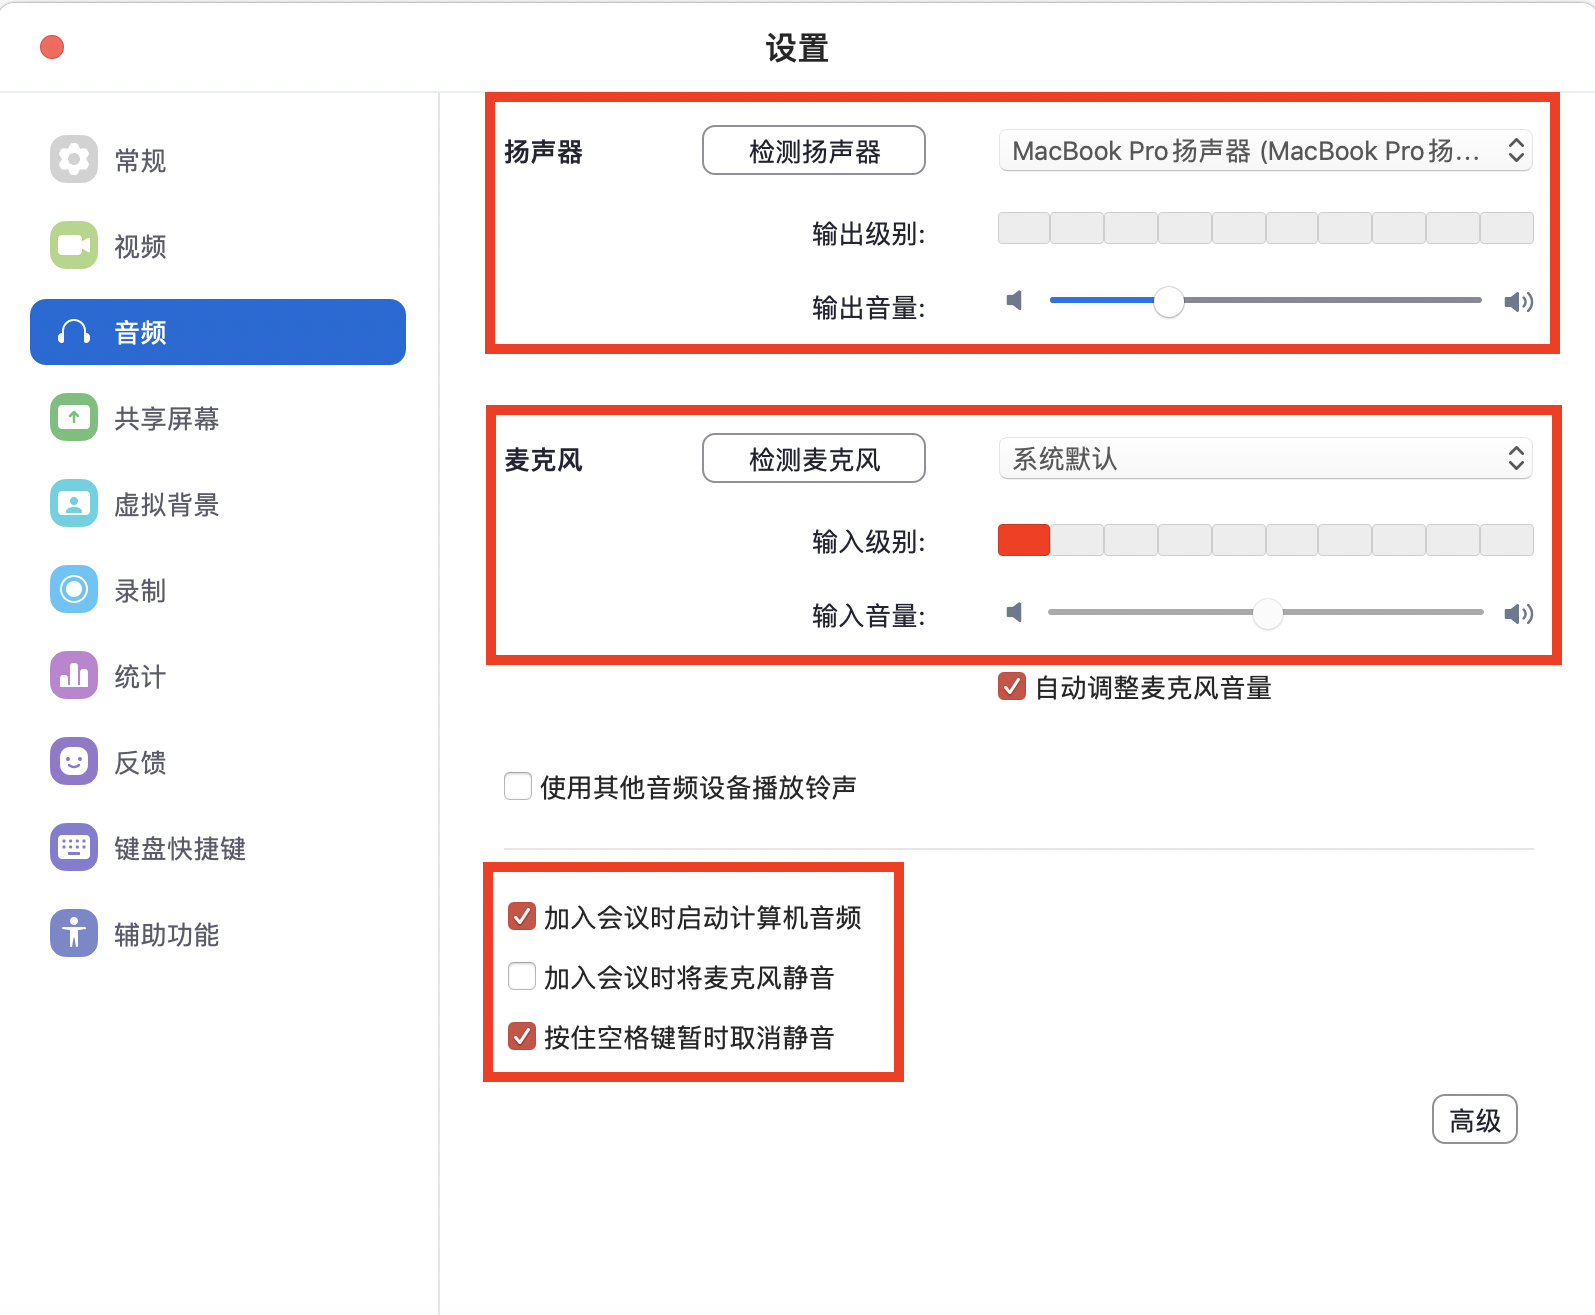 设置
常规
视频
音频
共享屏幕
虚拟背景
录制
统计
反馈
键盘快捷键
辅助功能
扬声器
检测扬声器
MacBook Pro扬声器 (MacBook Pro扬...
输出级别:
输出音量:
麦克风
检测麦克风
系统默认
输入级别:
输入音量:
自动调整麦克风音量
使用其他音频设备播放铃声
加入会议时启动计算机音频
加入会议时将麦克风静音
按住空格键暂时取消静音
高级